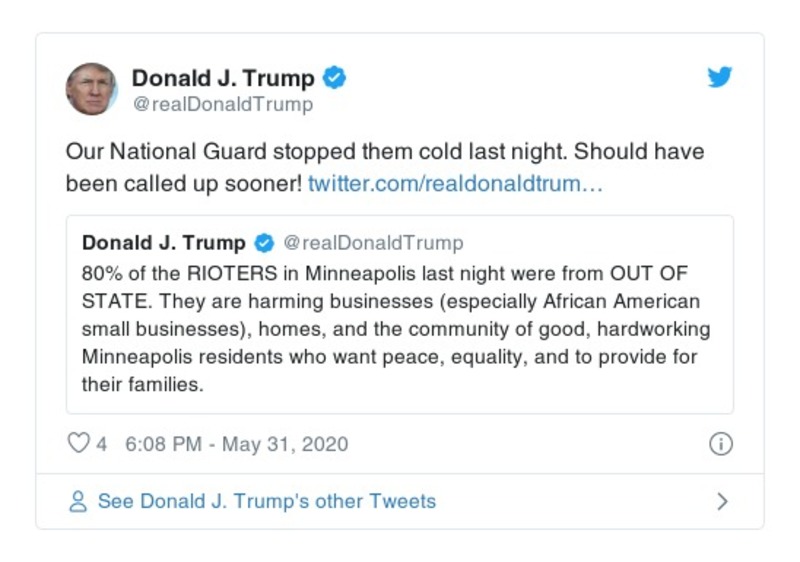 Donald J. Trump
@realDonaldTrump
Our National Guard stopped them cold last night. Should have
been called up sooner! twitter.com/realdonaldtrum…
Donald J. Trump @realDonaldTrump
80% of the RIOTERS in Minneapolis last night were from OUT OF
STATE. They are harming businesses (especially African American
small businesses), homes, and the community of good, hardworking
Minneapolis residents who want peace, equality, and to provide for
their families.
4 6:08 PM - May 31, 2020
See Donald J. Trump's other Tweets